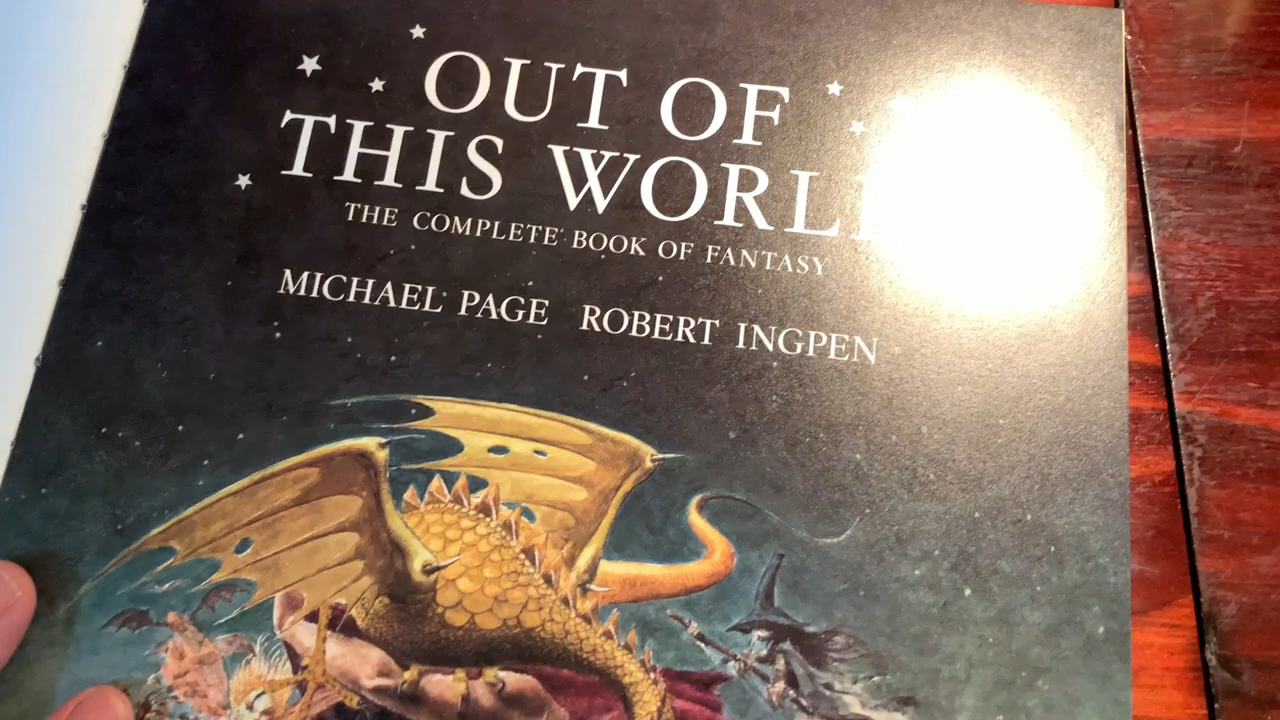 OUT OF
THIS WORL
THE COMPLETE BOOK OF FANTASY
MICHAEL PAGE ROBERT INGPEN